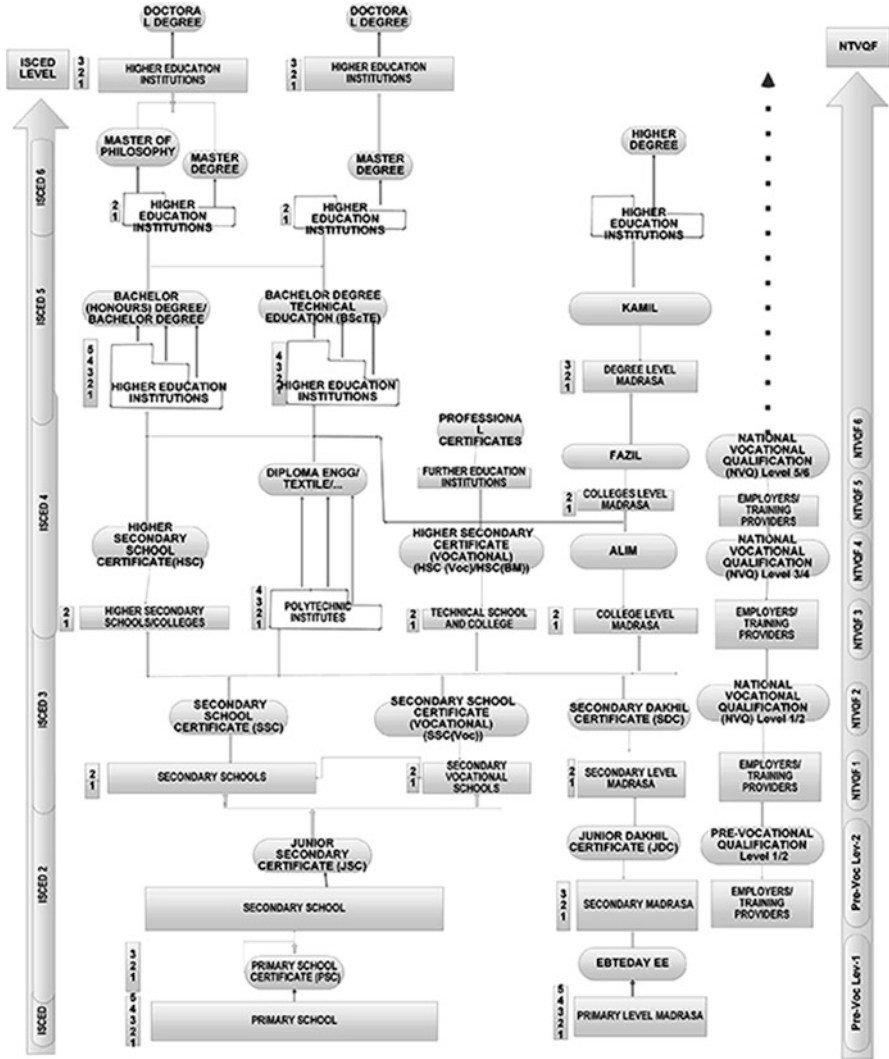 DOCTORA
L DEGREE
DOCTORA
L DEGREE
ISCED
LEVEL
3
2
1
HIGHER EDUCATION
INSTITUTIONS
3
2
1
HIGHER EDUCATION
INSTITUTIONS
NTVQF
MASTER OF
PHILOSOPHY
MASTER
DEGREE
MASTER
DEGREE
HIGHER
DEGREE
ISCED 6
2
1
HIGHER
EDUCATION
INSTITUTIONS
2
1
HIGHER
EDUCATION
INSTITUTIONS
HIGHER
EDUCATION
INSTITUTIONS
ISCED 5
BACHELOR
(HONOURS) DEGREE/
BACHELOR DEGREE
BACHELOR DEGREE
TECHNICAL
EDUCATION (BScTE)
KAMIL
5
4
3
2
1
HIGHER EDUCATION
INSTITUTIONS
4
3
2
1
HIGHER EDUCATION
INSTITUTIONS
3
2
1
DEGREE LEVEL
MADRASA
PROFESSIONA
L
CERTIFICATES
FAZIL
NATIONAL
VOCATIONAL
QUALIFICATION
(NVQ) Level 5/6
NTVQF 6
ISCED 4
DIPLOMA ENGG/
TEXTILE/...
FURTHER EDUCATION
INSTITUTIONS
2
1
COLLEGES LEVEL
MADRASA
EMPLOYERS/
TRAINING
PROVIDERS
NTVQF 5
HIGHER
SECONDARY
SCHOOL
CERTIFICATE(HSC)
HIGHER SECONDARY
CERTIFICATE
(VOCATIONAL)
(HSC (Voc)/HSC(BM))
ALIM
NATIONAL
VOCATIONAL
QUALIFICATION
(NVQ) Level 3/4
NTVQF 4
2
1
HIGHER SECONDARY
SCHOOLS/COLLEGES
4
3
2
1
POLYTECHNIC
INSTITUTES
2
1
TECHNICAL SCHOOL
AND COLLEGE
2
1
COLLEGE LEVEL
MADRASA
EMPLOYERS/
TRAINING
PROVIDERS
NTVQF 3
ISCED 3
SECONDARY
SCHOOL
CERTIFICATE (SSC)
SECONDARY SCHOOL
CERTIFICATE
(VOCATIONAL)
(SSC(Voc))
SECONDARY DAKHIL
CERTIFICATE (SDC)
NATIONAL
VOCATIONAL
QUALIFICATION
(NVQ) Level 1/2
NTVQF 2
2
1
SECONDARY SCHOOLS
2
1
SECONDARY
VOCATIONAL
SCHOOLS
2
1
SECONDARY LEVEL
MADRASA
EMPLOYERS/
TRAINING
PROVIDERS
NTVQF 1
ISCED 2
JUNIOR
SECONDARY
CERTIFICATE (JSC)
JUNIOR DAKHIL
CERTIFICATE (JDC)
PRE-VOCATIONAL
QUALIFICATION
Level 1/2
Pre-Voc Lev-2
SECONDARY SCHOOL
3
2
1
SECONDARY MADRASA
EMPLOYERS/
TRAINING
PROVIDERS
3
2
1
PRIMARY SCHOOL
CERTIFICATE (PSC)
EBTEDAY EE
Pre-Voc Lev-1
ISCED
5
4
3
2
1
PRIMARY SCHOOL
5
4
3
2
1
PRIMARY LEVEL MADRASA